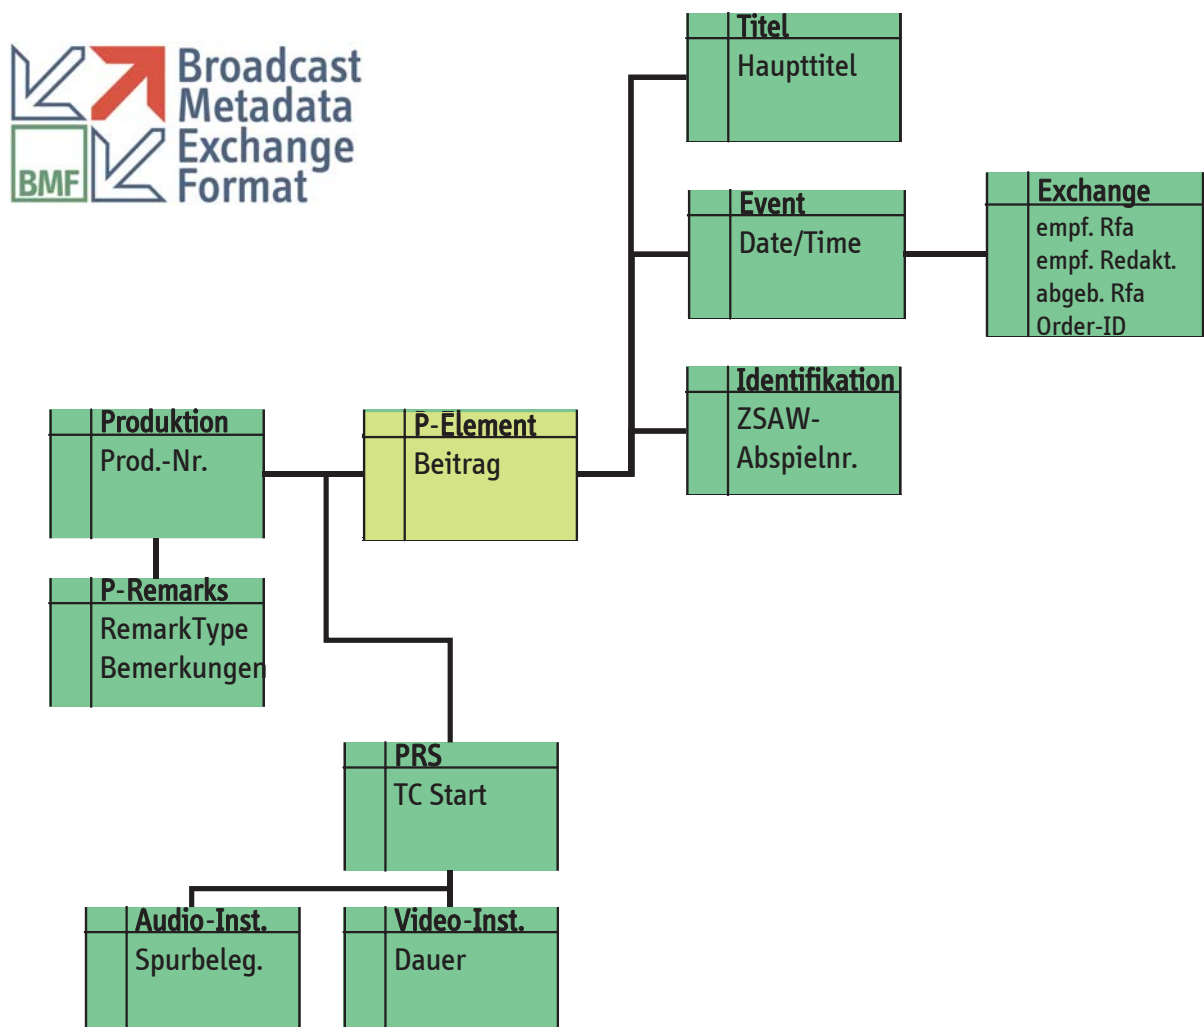 Broadcast
Metadata
Exchange
Format
BMF
Titel
Haupttitel
Event
Date/Time
Exchange
empf. Rfa
empf. Redakt.
abgeb. Rfa
Order-ID
Identifikation
ZSAW-
Abspielnr.
Produktion
Prod.-Nr.
P-Element
Beitrag
P-Remarks
RemarkType
Bemerkungen
PRS
TC Start
Audio-Inst.
Spurbeleg.
Video-Inst.
Dauer